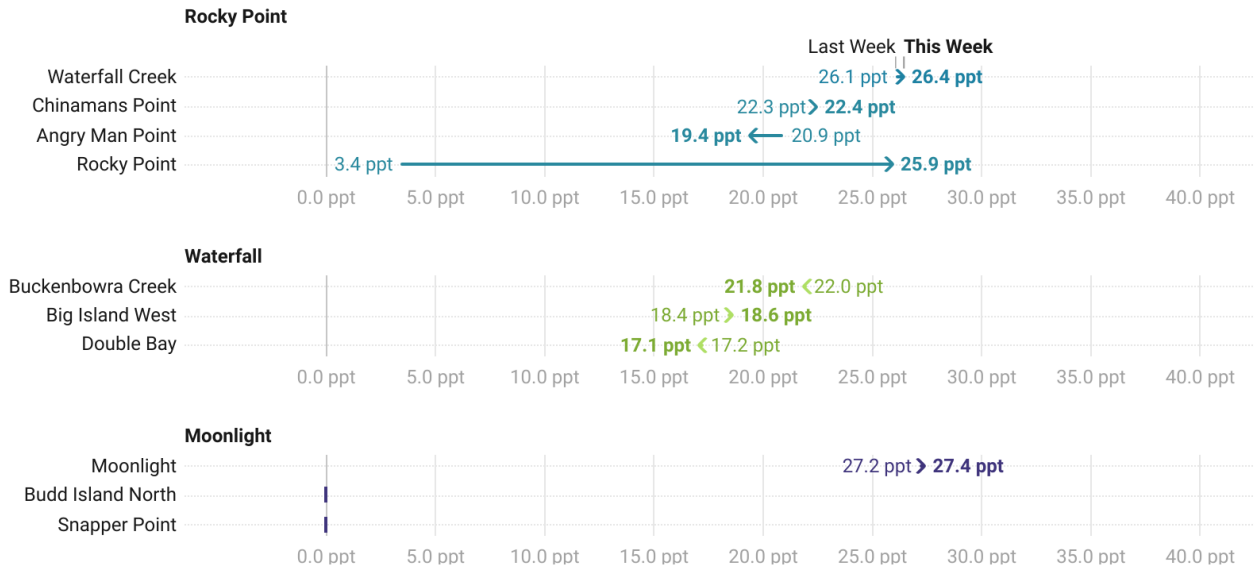 Rocky Point
Last Week This Week
Waterfall Creek 26.1 ppt 26.4 ppt
Chinamans Point 22.3 ppt 22.4 ppt
Angry Man Point 19.4 ppt 20.9 ppt
Rocky Point 3.4 ppt 25.9 ppt
0.0 ppt 5.0 ppt 10.0 ppt 15.0 ppt 20.0 ppt 25.0 ppt 30.0 ppt 35.0 ppt 40.0 ppt
Waterfall
Buckenbowra Creek 21.8 ppt 22.0 ppt
Big Island West 18.4 ppt 18.6 ppt
Double Bay 17.1 ppt 17.2 ppt
0.0 ppt 5.0 ppt 10.0 ppt 15.0 ppt 20.0 ppt 25.0 ppt 30.0 ppt 35.0 ppt 40.0 ppt
Moonlight
Moonlight 27.2 ppt 27.4 ppt
Budd Island North
Snapper Point
0.0 ppt 5.0 ppt 10.0 ppt 15.0 ppt 20.0 ppt 25.0 ppt 30.0 ppt 35.0 ppt 40.0 ppt